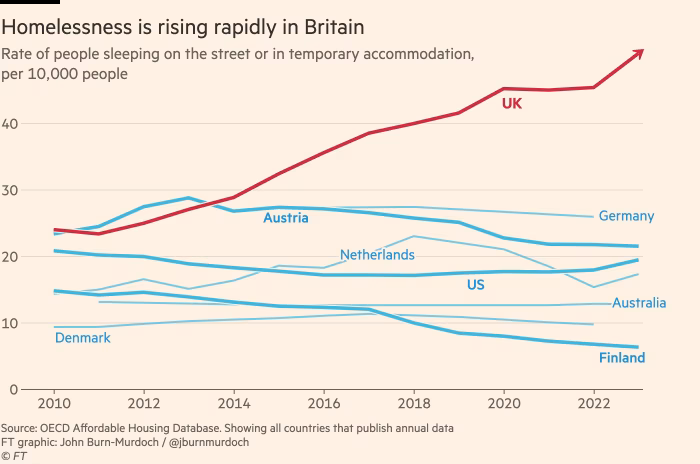 Homelessness is rising rapidly in Britain
Rate of people sleeping on the street or in temporary accommodation,
per 10,000 people
UK
40
30
Austria
Germany
Netherlands
20
US
Australia
10
Denmark
Finland
0
2010 2012 2014 2016 2018 2020 2022
Source: OECD Affordable Housing Database. Showing all countries that publish annual data
FT graphic: John Burn-Murdoch / @jburnmurdoch
© FT